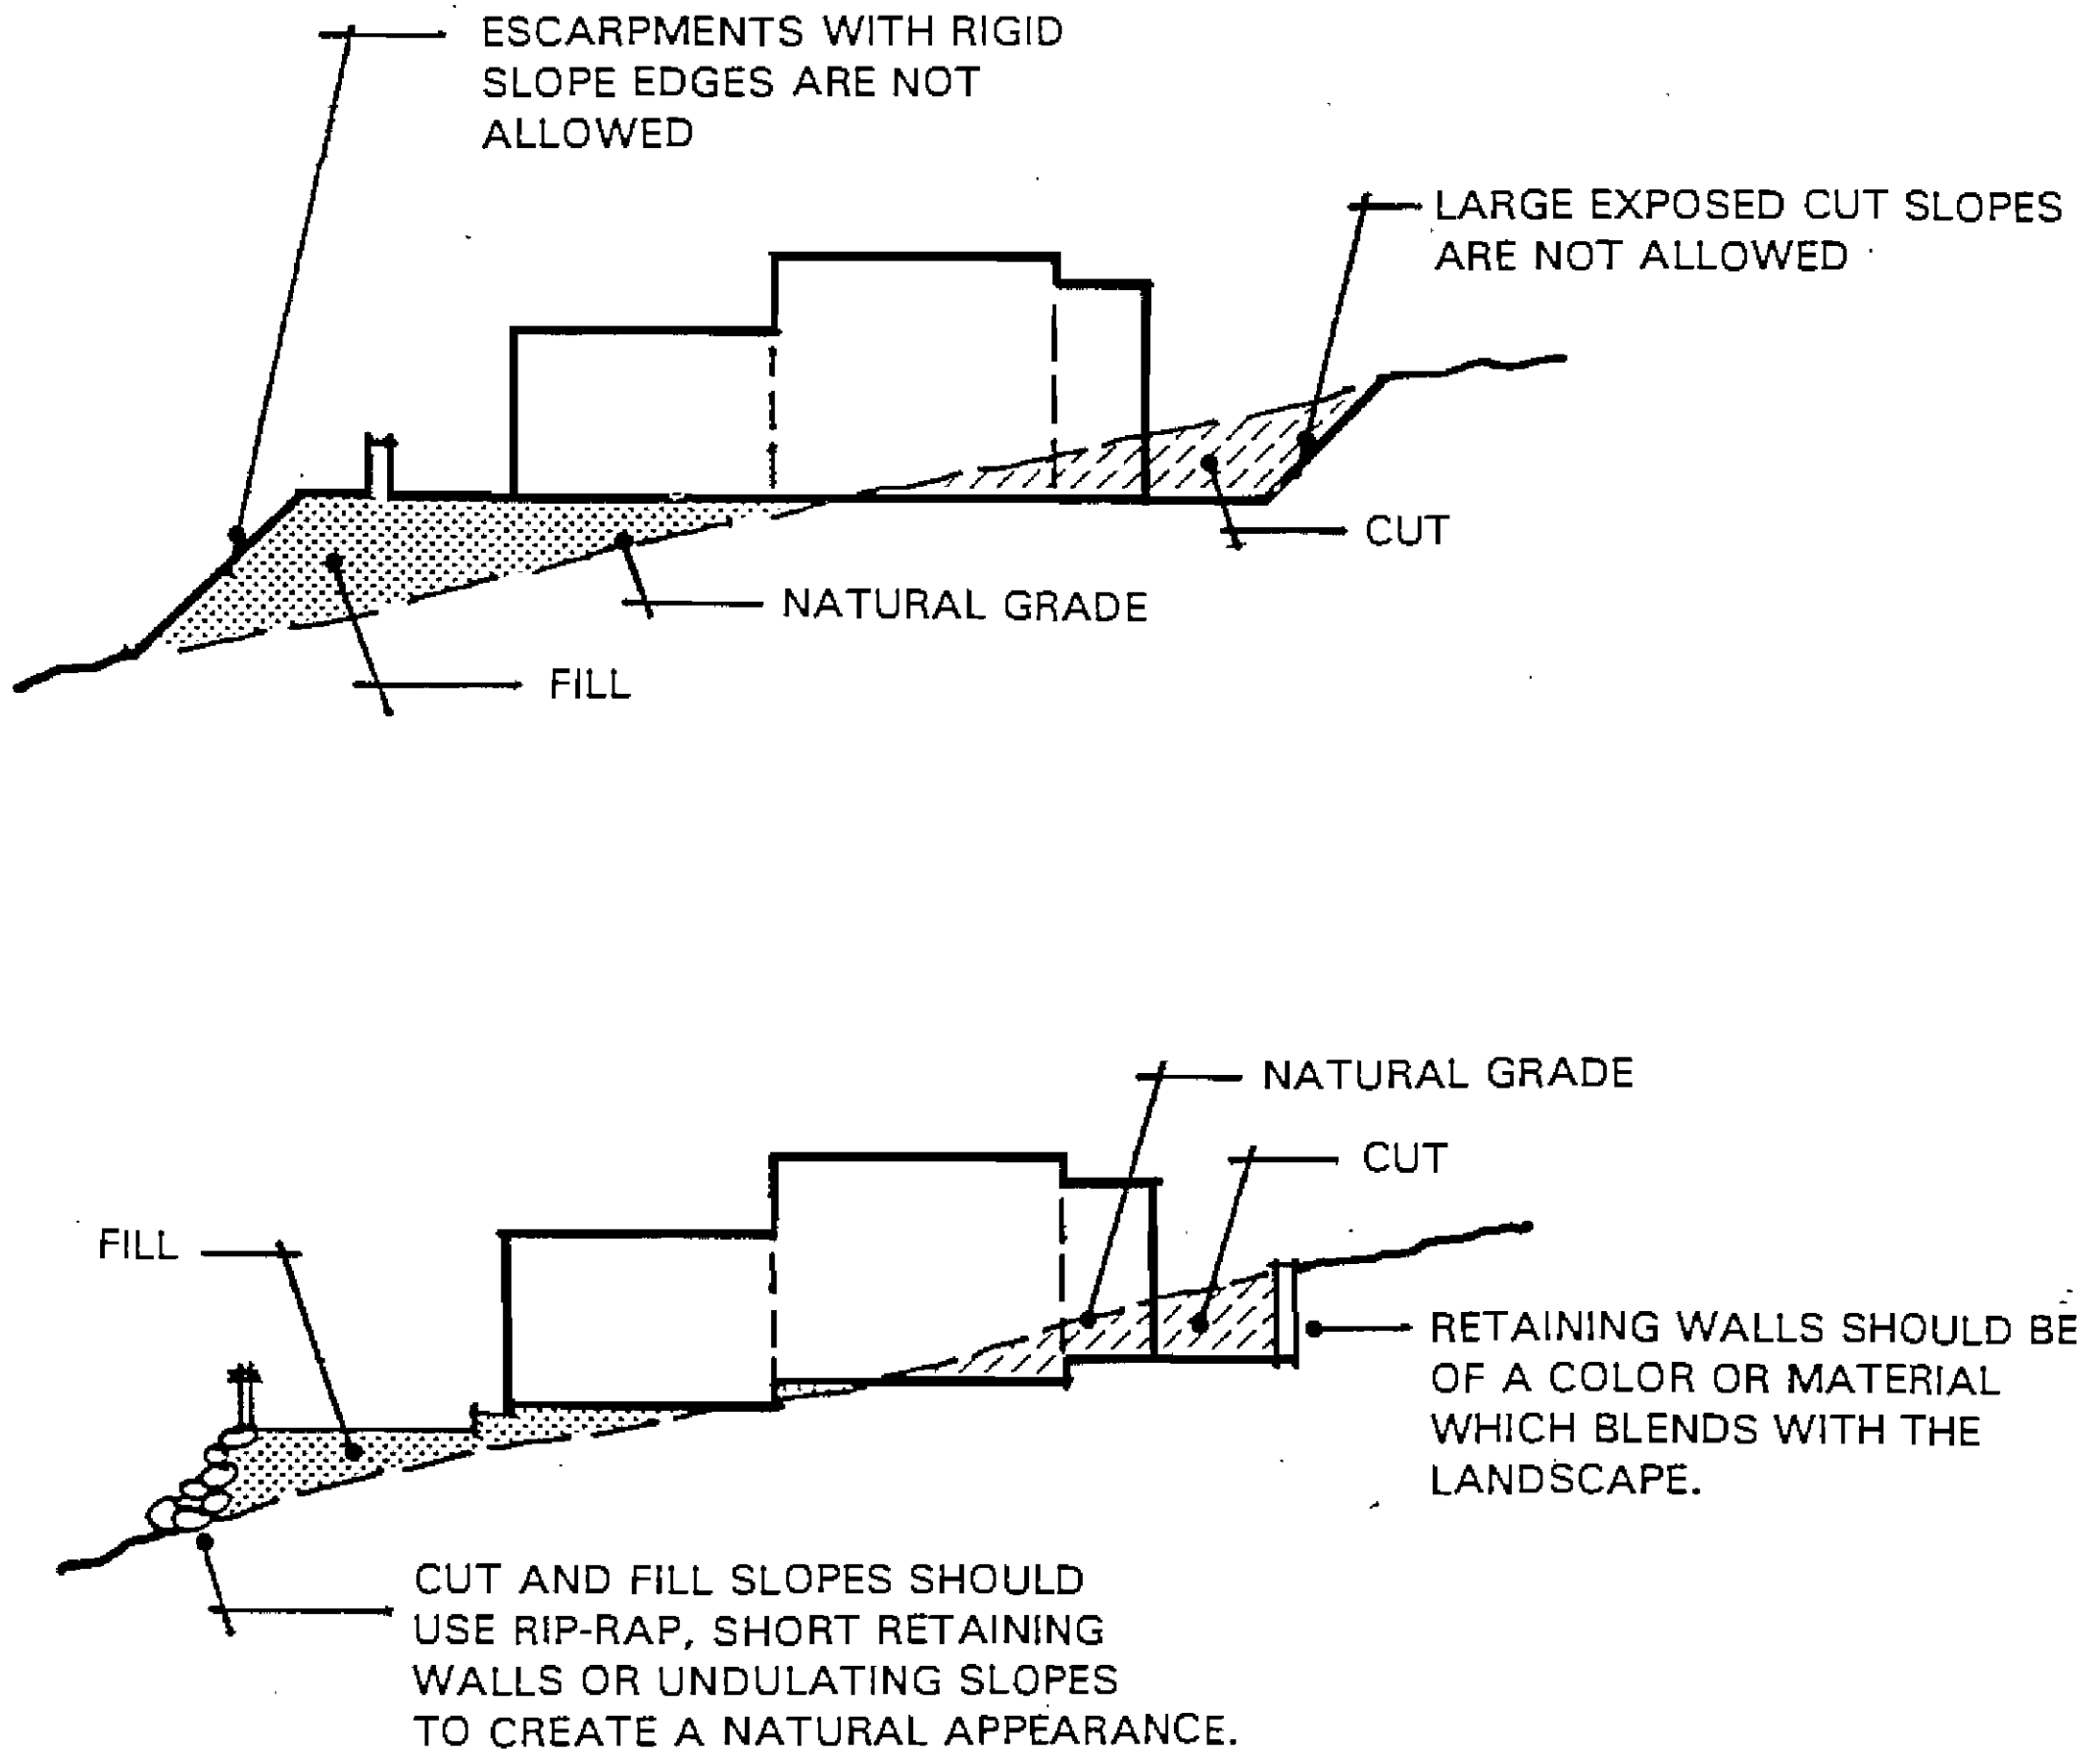 ESCARPMENTS WITH RIGID
SLOPE EDGES ARE NOT
ALLOWED
LARGE EXPOSED CUT SLOPES
ARE NOT ALLOWED
CUT
NATURAL GRADE
FILL
NATURAL GRADE
CUT
FILL
RETAINING WALLS SHOULD BE
OF A COLOR OR MATERIAL
WHICH BLENDS WITH THE
LANDSCAPE.
CUT AND FILL SLOPES SHOULD
USE RIP-RAP, SHORT RETAINING
WALLS OR UNDULATING SLOPES
TO CREATE A NATURAL APPEARANCE.